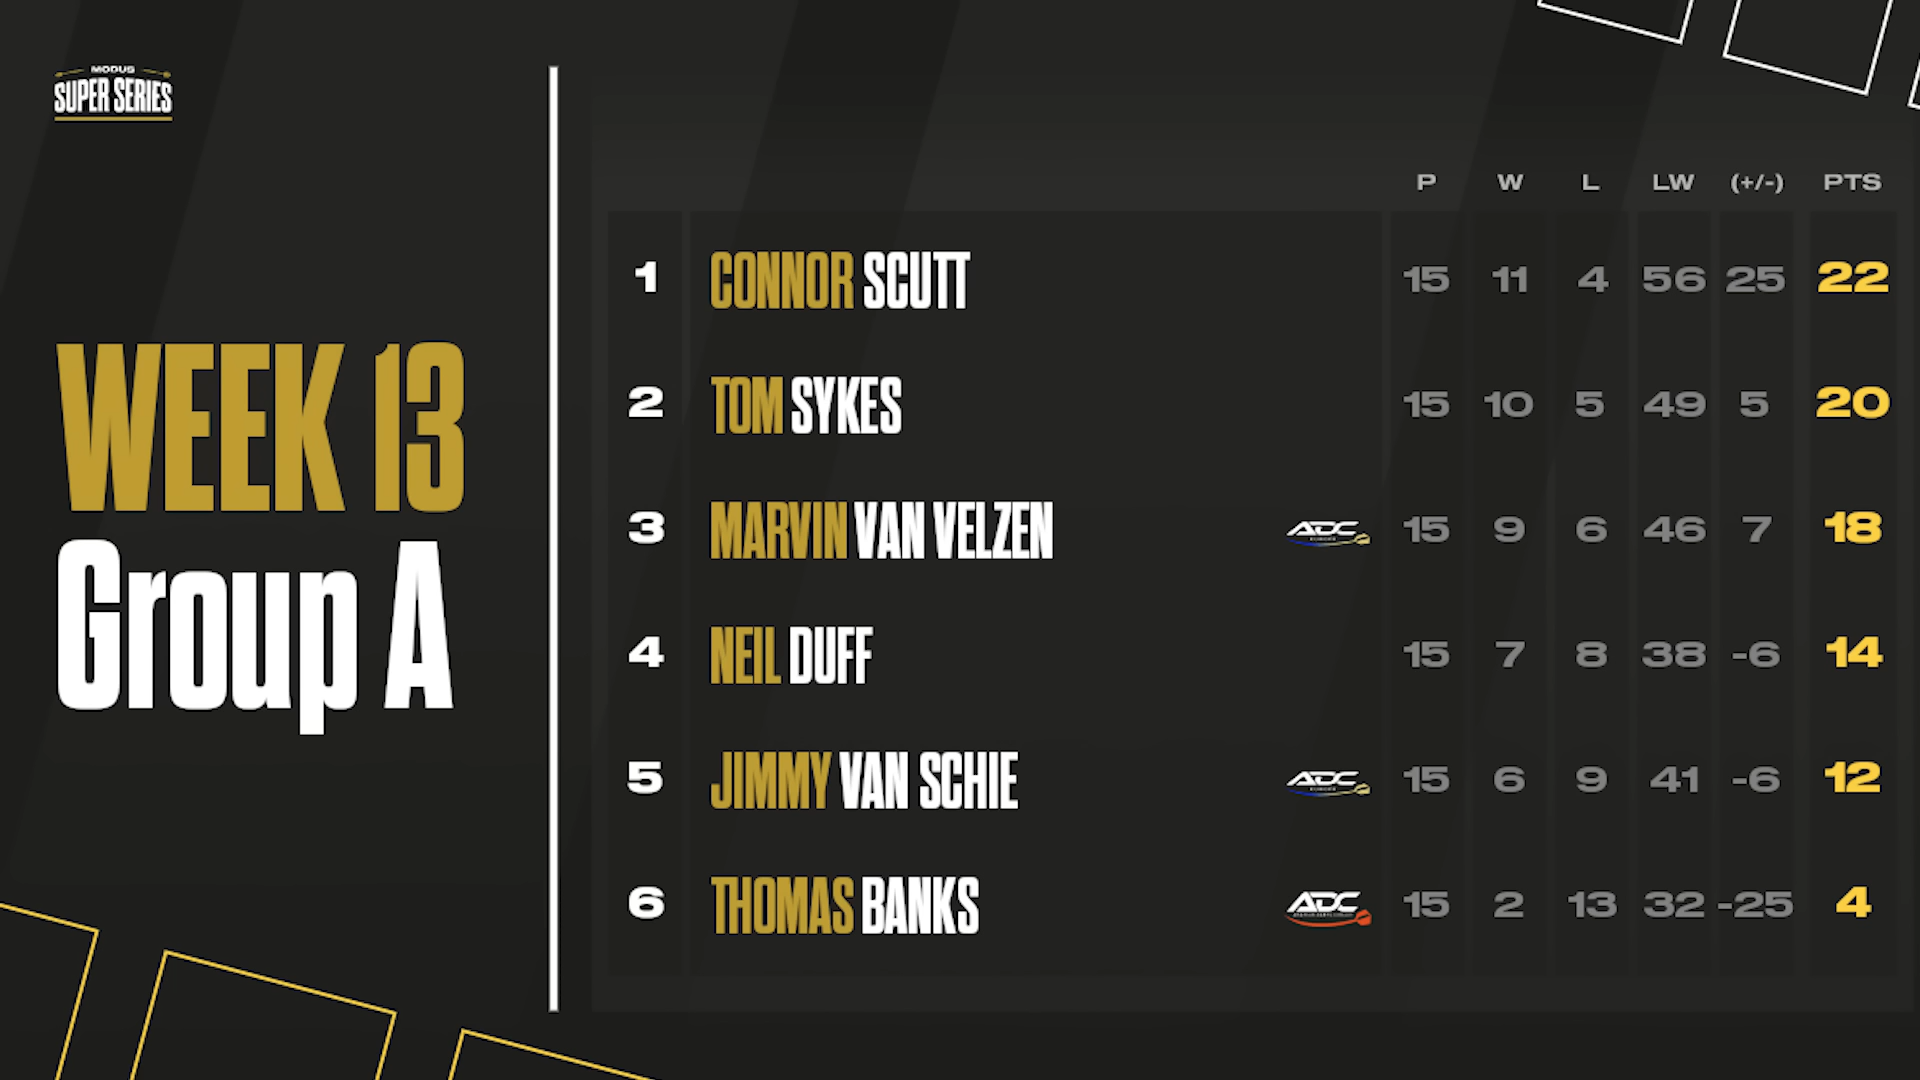 MODUS
SUPER SERIES
WEEK 13
Group A
P W L LW (+/-) PTS
1 CONNOR SCUTT 15 11 4 56 25 22
2 TOM SYKES 15 10 5 49 5 20
3 MARVIN VAN VELZEN ADC 15 9 6 46 7 18
4 NEIL DUFF 15 7 8 38 -6 14
5 JIMMY VAN SCHIE ADC 15 6 9 41 -6 12
6 THOMAS BANKS ADC 15 2 13 32 -25 4